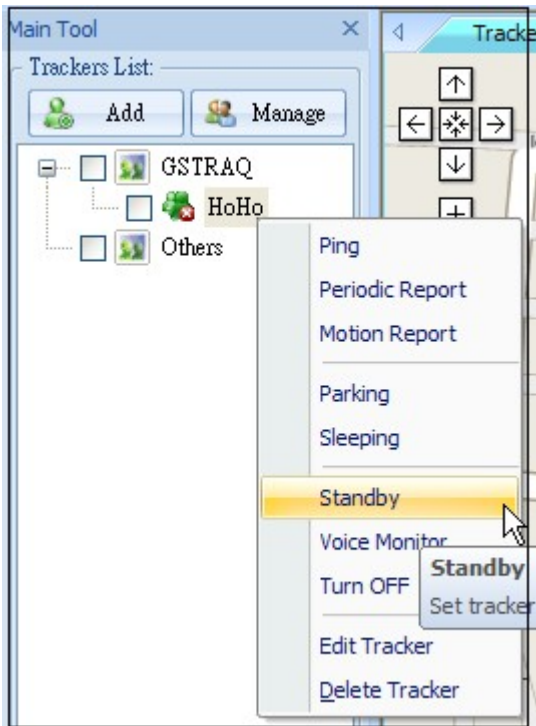 Main Tool
Trackers List:
Add
Manage
GSTRAQ
HoHo
Others
Ping
Periodic Report
Motion Report
Parking
Sleeping
Standby
Voice Monitor
Turn OFF
Edit Tracker
Delete Tracker
Standby
Set tracker
Tracke